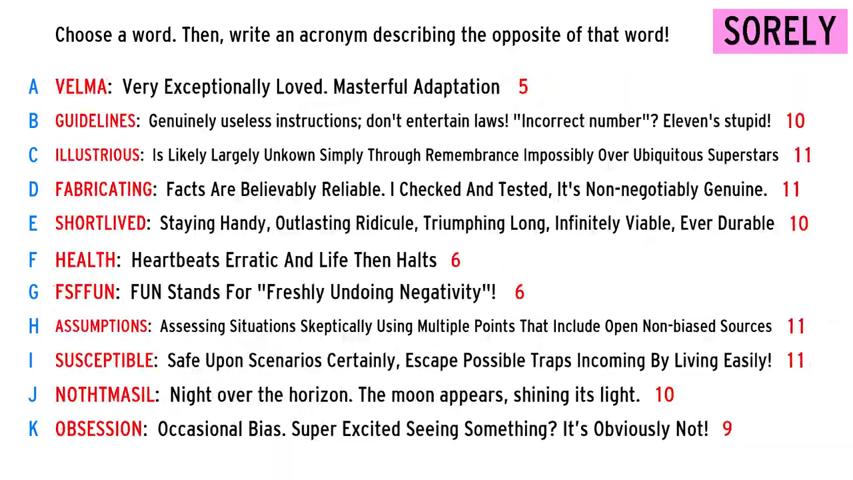 Choose a word. Then, write an acronym describing the opposite of that word!
SORELY
A VELMA: Very Exceptionally Loved. Masterful Adaptation 5
B GUIDELINES: Genuinely useless instructions; don't entertain laws! "Incorrect number"? Eleven's stupid! 10
C ILLUSTRIOUS: Is Likely Largely Unkown Simply Through Remembrance Impossibly Over Ubiquitous Superstars 11
D FABRICATING: Facts Are Believably Reliable. I Checked And Tested, It's Non-negotiably Genuine. 11
E SHORTLIVED: Staying Handy, Outlasting Ridicule, Triumphing Long, Infinitely Viable, Ever Durable 10
F HEALTH: Heartbeats Erratic And Life Then Halts 6
G FSFFUN: FUN Stands For "Freshly Undoing Negativity"! 6
H ASSUMPTIONS: Assessing Situations Skeptically Using Multiple Points That Include Open Non-biased Sources 11
I SUSCEPTIBLE: Safe Upon Scenarios Certainly, Escape Possible Traps Incoming By Living Easily! 11
J NOTHTMASIL: Night over the horizon. The moon appears, shining its light. 10
K OBSESSION: Occasional Bias. Super Excited Seeing Something? It’s Obviously Not! 9